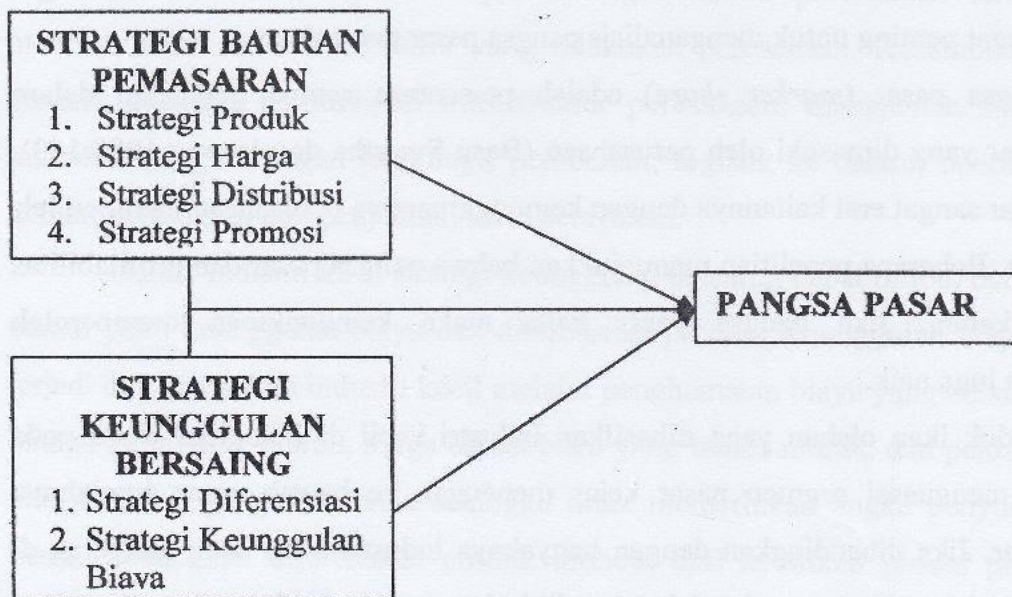 STRATEGI BAURAN
PEMASARAN
1. Strategi Produk
2. Strategi Harga
3. Strategi Distribusi
4. Strategi Promosi
PANGSA PASAR
STRATEGI
KEUNGGULAN
BERSAING
1. Strategi Diferensiasi
2. Strategi Keunggulan
Biaya